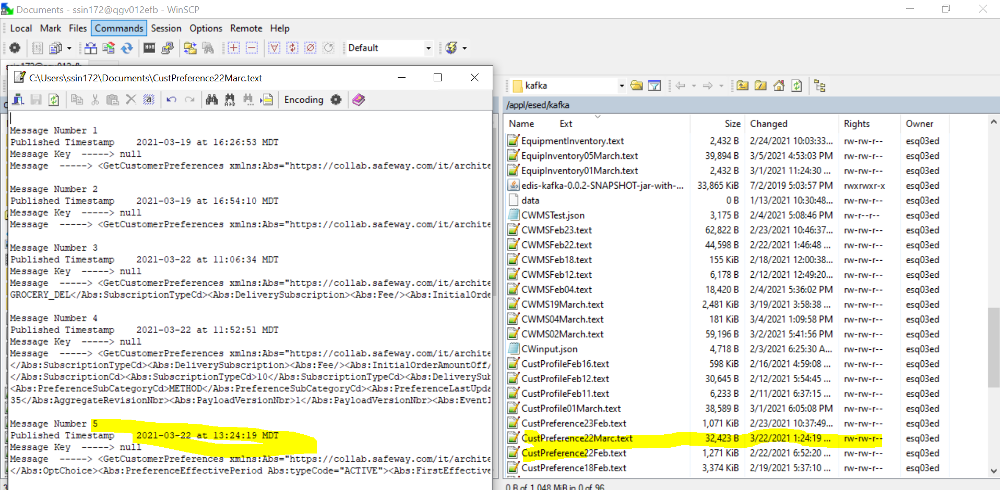 Documents - ssin172@qgv012efb - WinSCP
Local Mark Files Commands Session Options Remote Help
Default
C:\Users\ssin172\Documents\CustPreference22Marc.text
Encoding
Message Number 1
Published Timestamp 2021-03-19 at 16:26:53 MDT
Message Key -----> null
Message -----> <GetCustomerPreferences xmlns:Abs="https://collab.safeway.com/it/archite
Message Number 2
Published Timestamp 2021-03-19 at 16:54:10 MDT
Message Key -----> null
Message -----> <GetCustomerPreferences xmlns:Abs="https://collab.safeway.com/it/archite
Message Number 3
Published Timestamp 2021-03-22 at 11:06:34 MDT
Message Key -----> null
Message -----> <GetCustomerPreferences xmlns:Abs="https://collab.safeway.com/it/archite
GROCERY_DEL</Abs:SubscriptionTypeCd><Abs:DeliverySubscription><Abs:Fee/><Abs:InitialOrde
Message Number 4
Published Timestamp 2021-03-22 at 11:52:51 MDT
Message Key -----> null
Message -----> <GetCustomerPreferences xmlns:Abs="https://collab.safeway.com/it/archite
</Abs:SubscriptionTypeCd><Abs:DeliverySubscription><Abs:Fee/><Abs:InitialOrderAmountOff/
</Abs:SubscriptionCd><Abs:SubscriptionTypeCd>10</Abs:SubscriptionTypeCd><Abs:DeliverySub
<Abs:PreferenceSubCategoryCd>METHOD</Abs:PreferenceSubCategoryCd><Abs:PreferenceLastUpda
35</Abs:AggregateRevisionNbr><Abs:PayloadVersionNbr>1</Abs:PayloadVersionNbr><Abs:EventI
Message Number 5
Published Timestamp 2021-03-22 at 13:24:19 MDT
Message Key -----> null
Message -----> <GetCustomerPreferences xmlns:Abs="https://collab.safeway.com/it/archite
</Abs:OptChoice><Abs:PreferenceEffectivePeriod Abs:typeCode="ACTIVE"><Abs:FirstEffective
kafka
/appl/esed/kafka
Name Ext Size Changed Rights Owner
EquipmentInventory.text 2,432 B 2/24/2021 10:03:33... rw-rw-r-- esq03ed
EquipInventory05March.text 39,894 B 3/5/2021 4:53:03 PM rw-rw-r-- esq03ed
EquipInventory01March.text 2,432 B 3/1/2021 11:24:30 ... rw-rw-r-- esq03ed
edis-kafka-0.0.2-SNAPSHOT-jar-with-... 33,865 KiB 7/2/2019 5:03:57 PM rwxrwxr-x esq03ed
data 0 B 1/13/2021 10:30:48... rw-rw-r-- esq03ed
CWMSTest.json 3,175 B 2/4/2021 5:08:46 PM rw-r--r-- esq03ed
CWMSFeb23.text 62,822 B 2/23/2021 10:46:37... rw-rw-r-- esq03ed
CWMSFeb22.text 44,598 B 2/22/2021 1:46:48 ... rw-rw-r-- esq03ed
CWMSFeb18.text 155 KiB 2/18/2021 12:00:38... rw-rw-r-- esq03ed
CWMSFeb12.text 6,178 B 2/12/2021 12:49:20... rw-rw-r-- esq03ed
CWMSFeb04.text 18,420 B 2/4/2021 5:36:02 PM rw-rw-r-- esq03ed
CWMS19March.text 2,481 KiB 3/19/2021 3:58:38 ... rw-rw-r-- esq03ed
CWMS04March.text 181 KiB 3/4/2021 1:09:58 PM rw-rw-r-- esq03ed
CWMS02March.text 59,196 B 3/2/2021 5:41:56 PM rw-rw-r-- esq03ed
CWinput.json 4,718 B 2/3/2021 6:25:30 A... rw-rw-r-- esq03ed
CustProfileFeb16.text 598 KiB 2/16/2021 4:59:08 ... rw-rw-r-- esq03ed
CustProfileFeb12.text 30,645 B 2/12/2021 5:54:45 ... rw-rw-r-- esq03ed
CustProfileFeb11.text 6,233 B 2/11/2021 6:37:15 ... rw-rw-r-- esq03ed
CustProfile01March.text 38,589 B 3/1/2021 6:05:08 PM rw-rw-r-- esq03ed
CustPreference23Feb.text 1,071 KiB 2/23/2021 10:37:49... rw-rw-r-- esq03ed
CustPreference22Marc.text 32,423 B 3/22/2021 1:24:19 ... rw-rw-r-- esq03ed
CustPreference22Feb.text 1,271 KiB 2/22/2021 6:52:20 ... rw-rw-r-- esq03ed
CustPreference18Feb.text 3,374 KiB 2/19/2021 5:37:10 ... rw-rw-r-- esq03ed
0 B of 1,048 MiB in 0 of 96